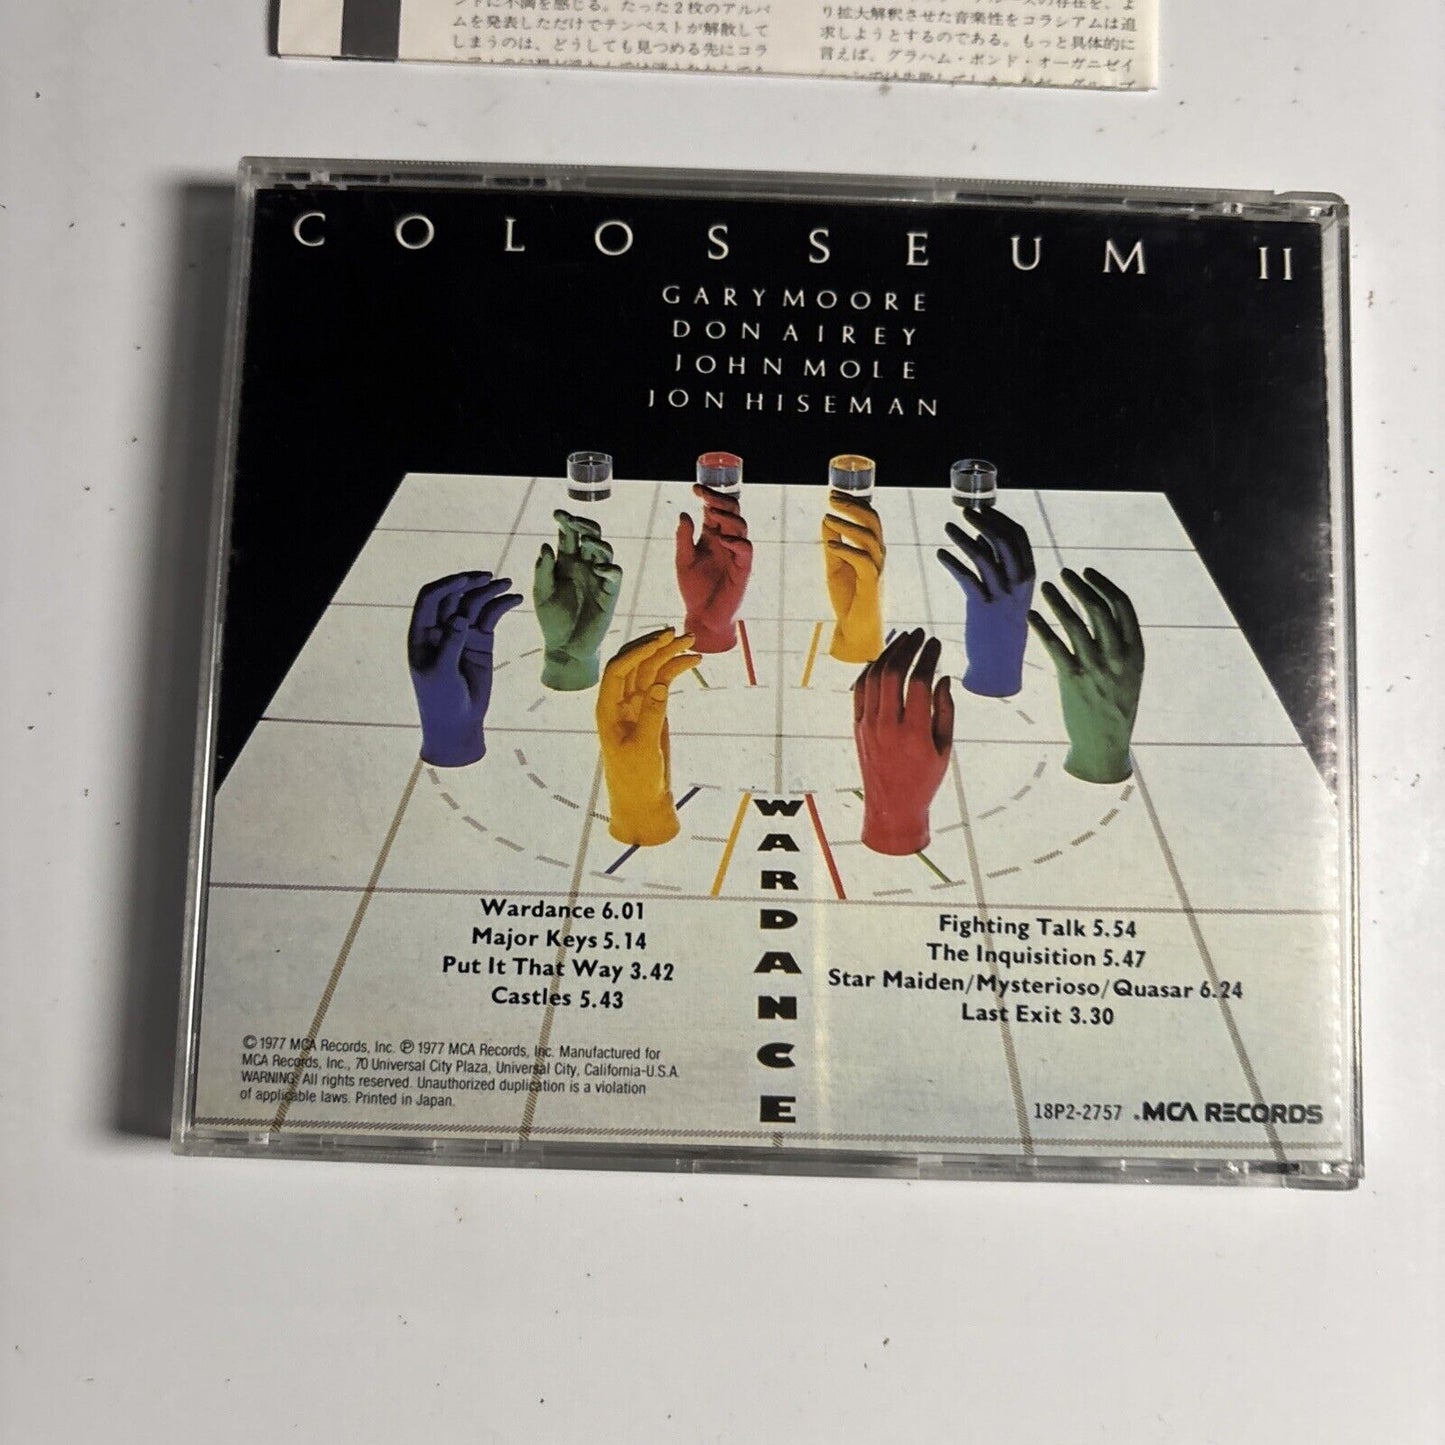 ンドに不満を感じる。たった2枚のアルバ
ムを発表しただけでテンペストが解散して
しまうのは、どうしても見つめる先にコラ
り拡大解釈させた音楽性をコラシアムは追
求しようとするのである。もっと具体的に
言えば、グラハム・ボンド・オーガニゼイ
COLOSSEUM II
GARY MOORE
DON AIREY
JOHN MOLE
JON HISEMAN
WARDANCE
Wardance 6.01
Major Keys 5.14
Put It That Way 3.42
Castles 5.43
Fighting Talk 5.54
The Inquisition 5.47
Star Maiden/Mysterioso/Quasar 6.24
Last Exit 3.30
© 1977 MCA Records, Inc. ℗ 1977 MCA Records, Inc. Manufactured for
MCA Records, Inc., 70 Universal City Plaza, Universal City, California-U.S.A.
WARNING: All rights reserved. Unauthorized duplication is a violation
of applicable laws. Printed in Japan.
18P2-2757 .MCA RECORDS